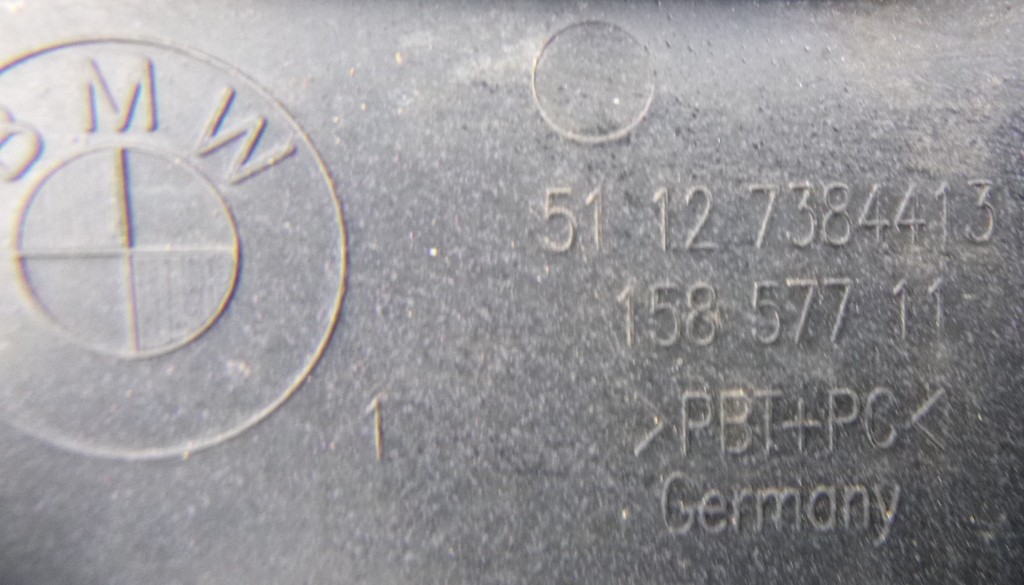 BMW
51 12 7384413
158 577 11
1
>PBT+PC<
Germany